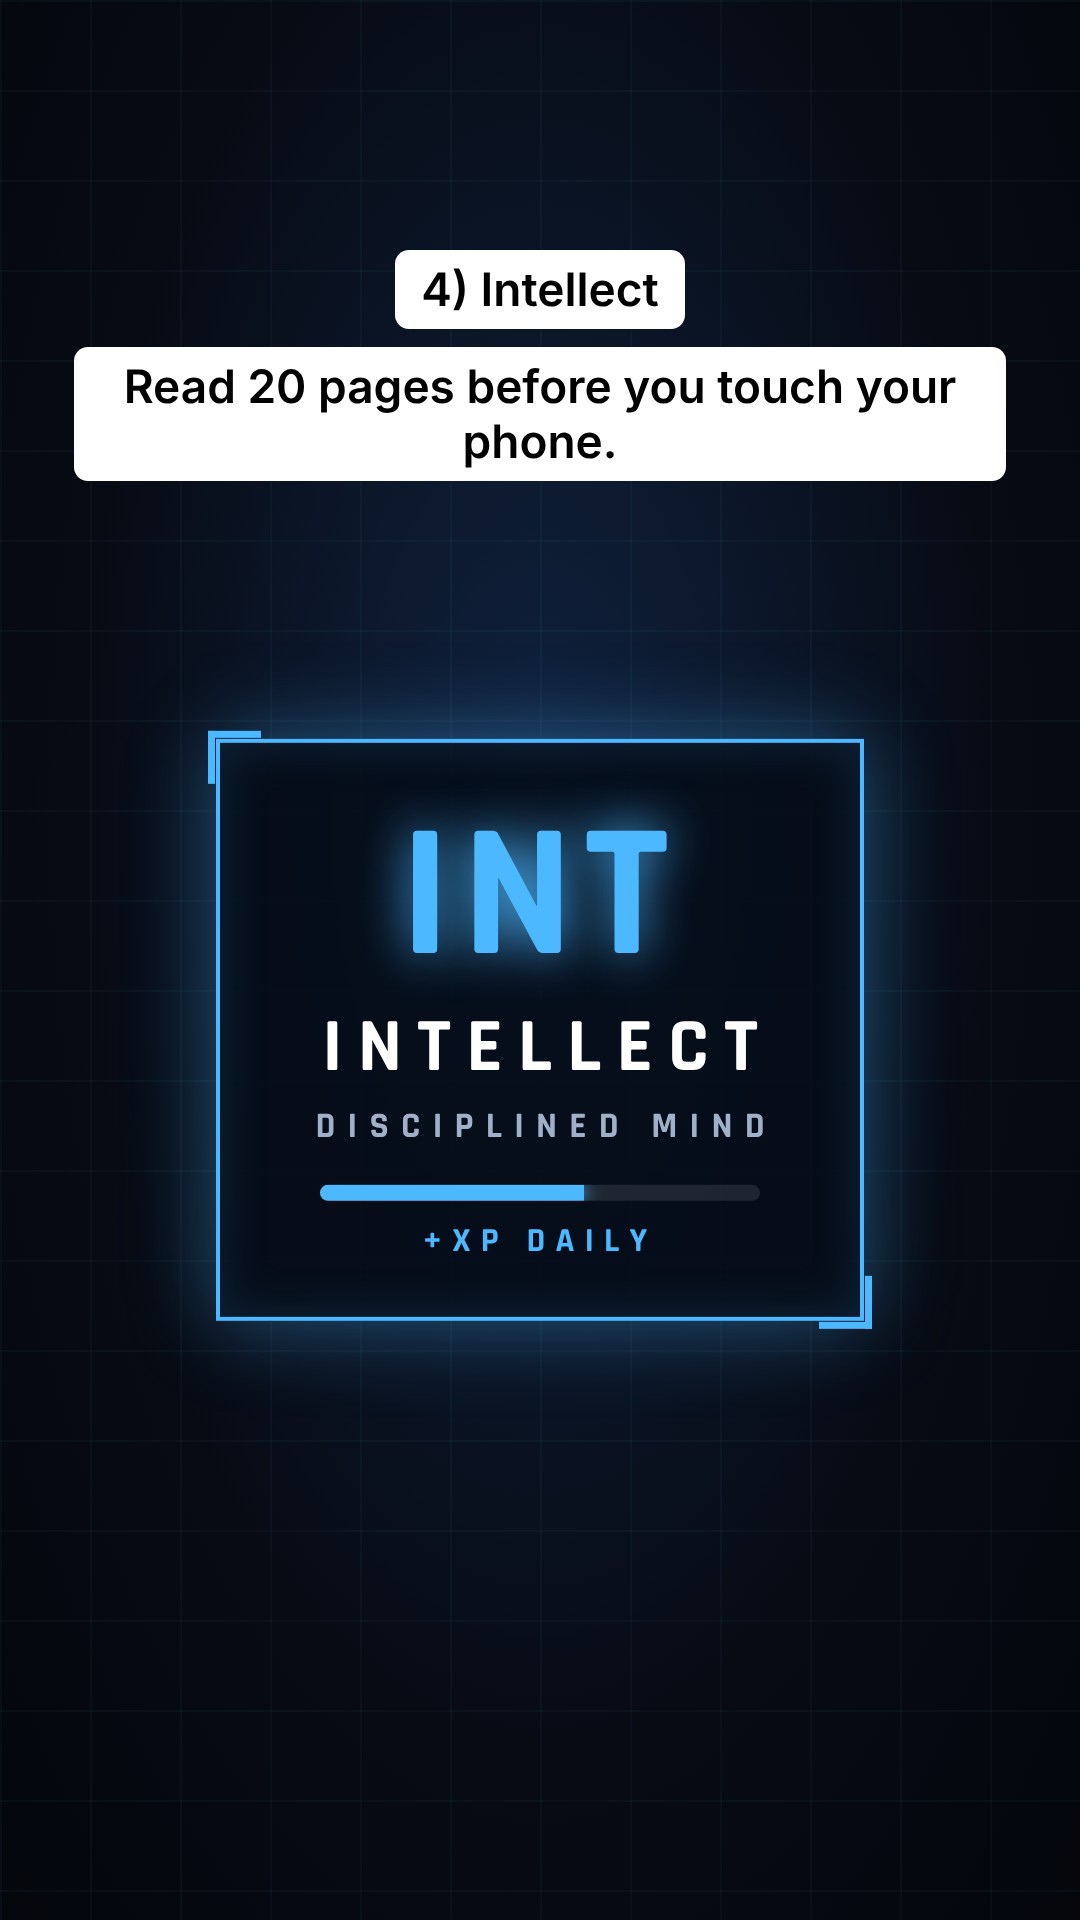 4) Intellect
Read 20 pages before you touch your
phone.
INT
INTELLECT
DISCIPLINED MIND
+XP DAILY